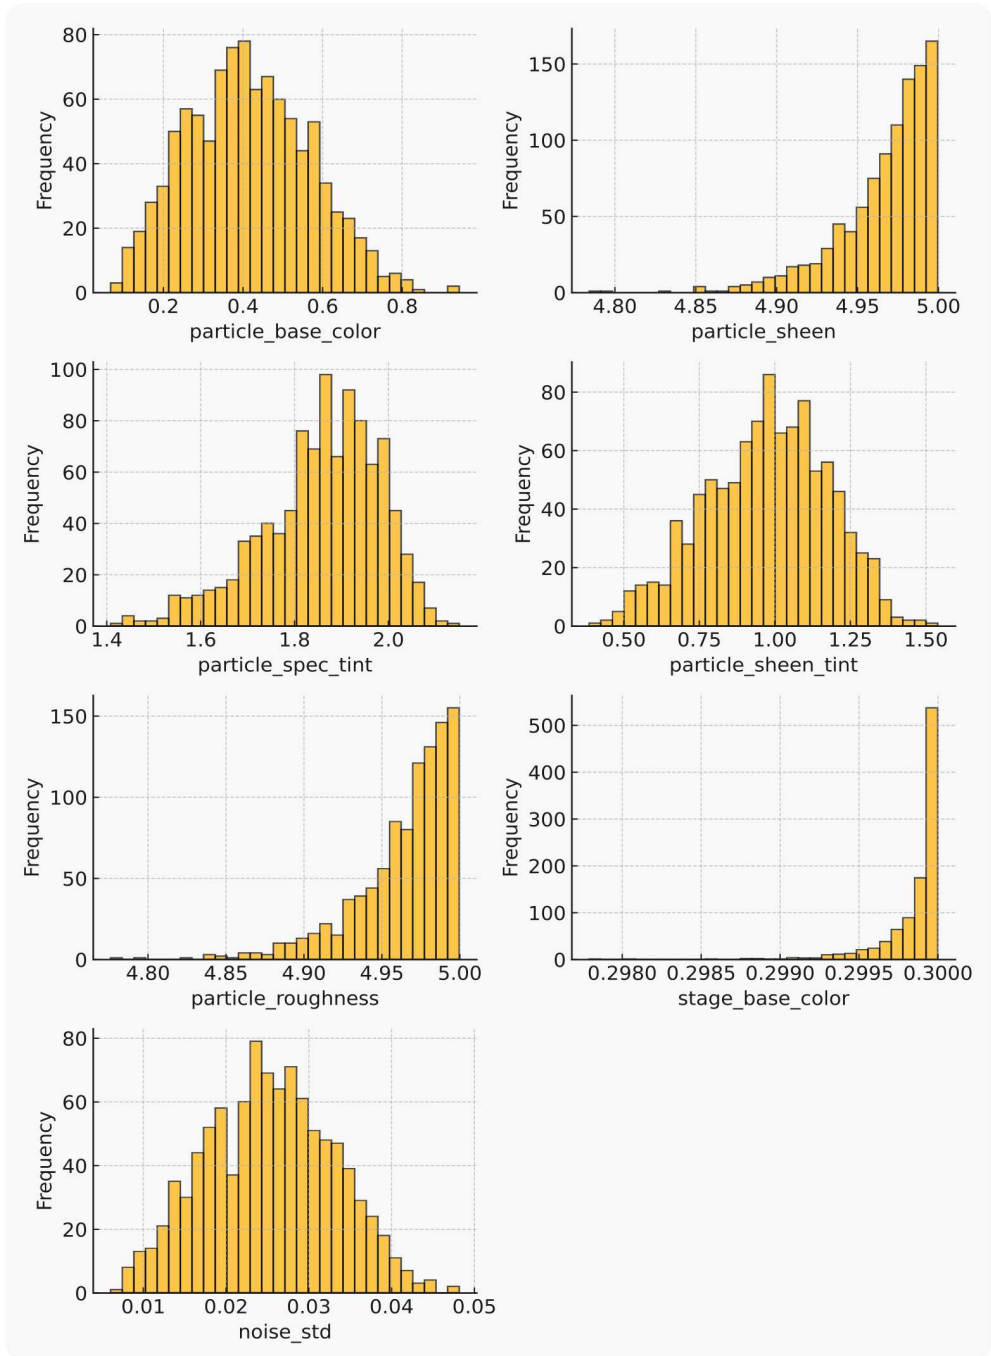 80
60
40
20
0
Frequency
0.2 0.4 0.6 0.8
particle_base_color
150
100
50
0
Frequency
4.80 4.85 4.90 4.95 5.00
particle_sheen
100
80
60
40
20
0
Frequency
1.4 1.6 1.8 2.0
particle_spec_tint
80
60
40
20
0
Frequency
0.50 0.75 1.00 1.25 1.50
particle_sheen_tint
150
100
50
0
Frequency
4.80 4.85 4.90 4.95 5.00
particle_roughness
500
400
300
200
100
0
Frequency
0.2980 0.2985 0.2990 0.2995 0.3000
stage_base_color
80
60
40
20
0
Frequency
0.01 0.02 0.03 0.04 0.05
noise_std